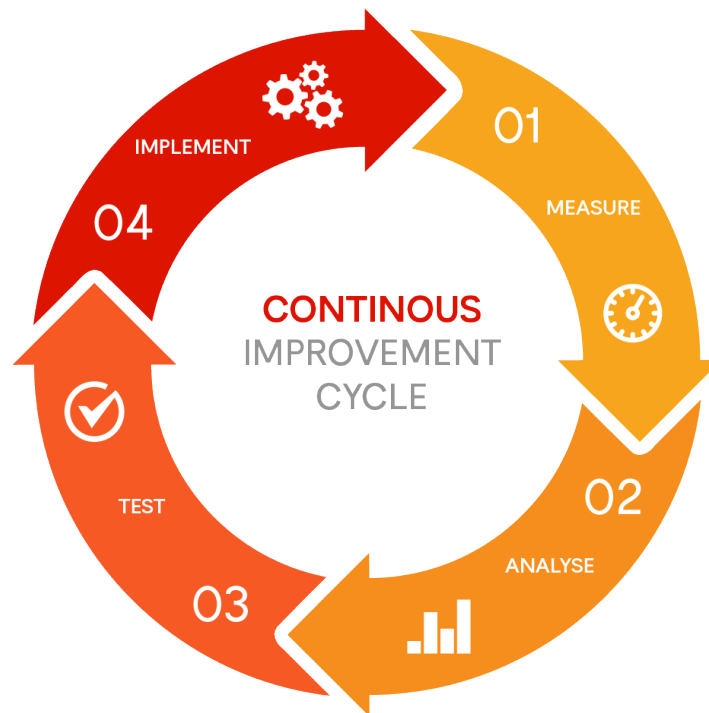 CONTINOUS
IMPROVEMENT
CYCLE
01
MEASURE
02
ANALYSE
03
TEST
04
IMPLEMENT